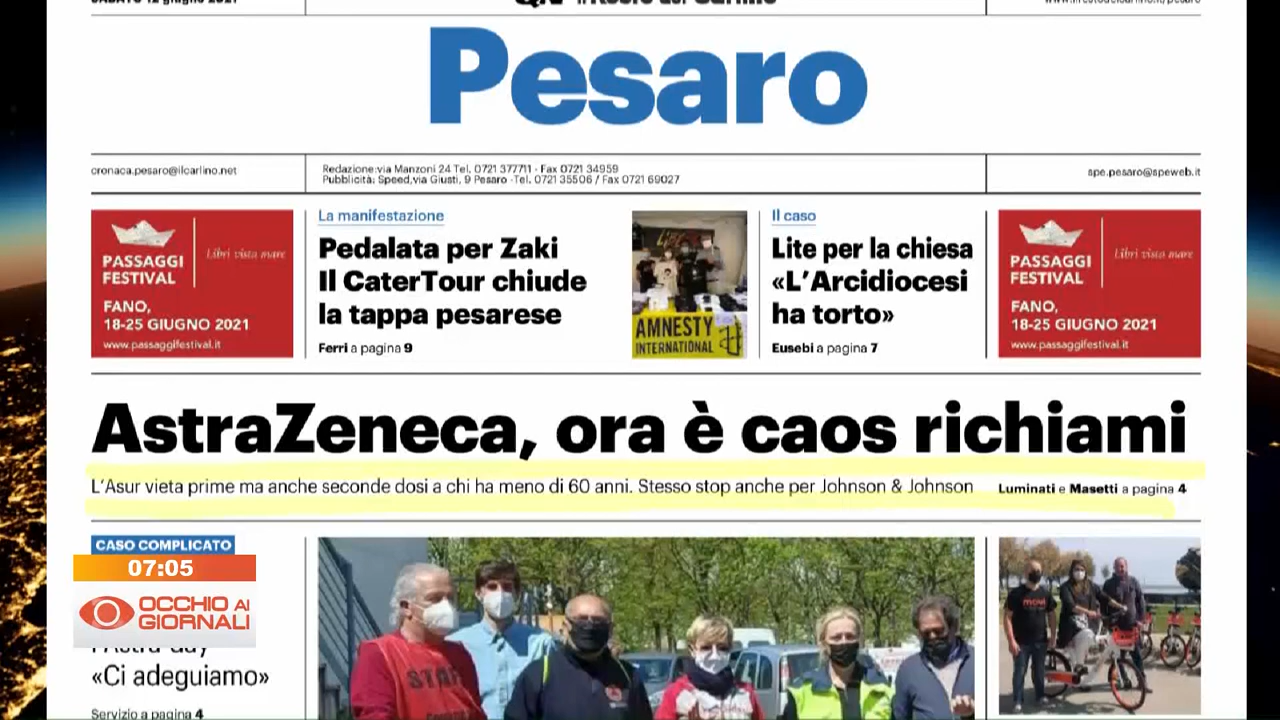 SABATO 12 giugno 2021
Pesaro
cronaca.pesaro@ilcarlino.net
Redazione:via Manzoni 24 Tel. 0721 377711 - Fax 0721 34959
Pubblicità: Speed,via Giusti, 9 Pesaro -Tel. 0721 35506 / Fax 0721 69027
spe.pesaro@speweb.it
PASSAGGI
FESTIVAL
Libri vista mare
FANO,
18-25 GIUGNO 2021
www.passaggifestival.it
La manifestazione
Pedalata per Zaki
Il CaterTour chiude
la tappa pesarese
Ferri a pagina 9
AMNESTY
INTERNATIONAL
Il caso
Lite per la chiesa
«L'Arcidiocesi
ha torto»
Eusebi a pagina 7
PASSAGGI
FESTIVAL
Libri vista mare
FANO,
18-25 GIUGNO 2021
www.passaggifestival.it
AstraZeneca, ora è caos richiami
L'Asur vieta prime ma anche seconde dosi a chi ha meno di 60 anni. Stesso stop anche per Johnson & Johnson
Luminati e Masetti a pagina 4
CASO COMPLICATO
07:05
OCCHIO AI
GIORNALI
«Ci adeguiamo»
Servizio a pagina 4